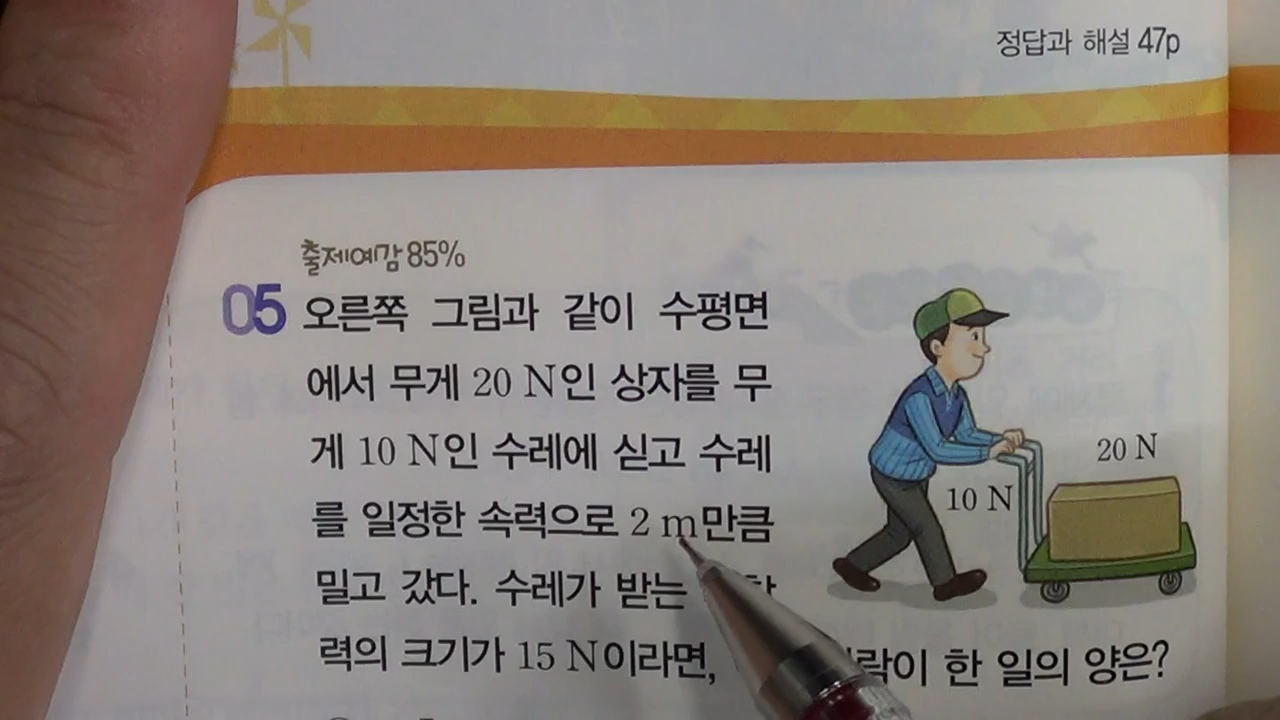 정답과 해설 47p
출제예감 85%
05 오른쪽 그림과 같이 수평면
에서 무게 20 N인 상자를 무
게 10 N인 수레에 싣고 수레
를 일정한 속력으로 2 m만큼
밀고 갔다. 수레가 받는
력의 크기가 15 N이라면, 한 일의 양은?
20 N
10 N